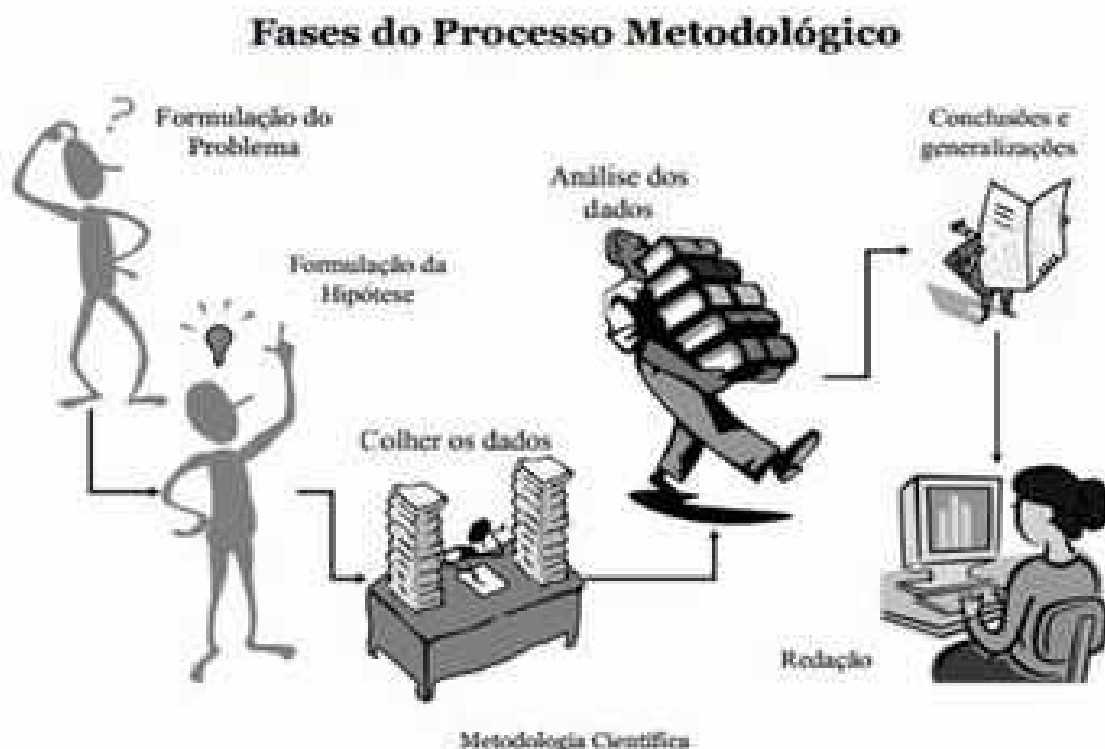 Fases do Processo Metodológico
Formulação do
Problema
Formulação da
Hipótese
Colher os dados
Análise dos
dados
Conclusões e
generalizações
Redação
Metodologia Científica